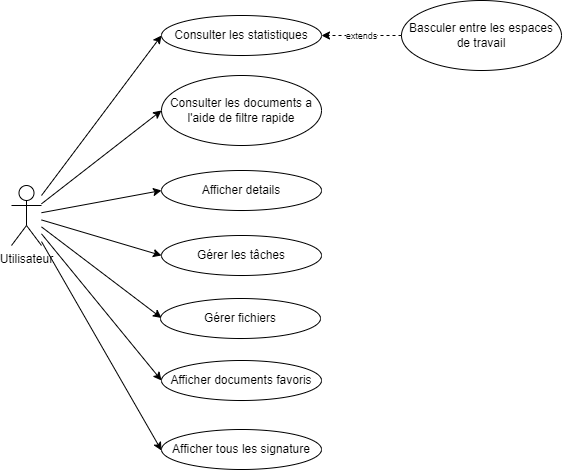 Consulter les statistiques
extends
Basculer entre les espaces
de travail
Consulter les documents a
l'aide de filtre rapide
Afficher details
Utilisateur
Gérer les tâches
Gérer fichiers
Afficher documents favoris
Afficher tous les signature